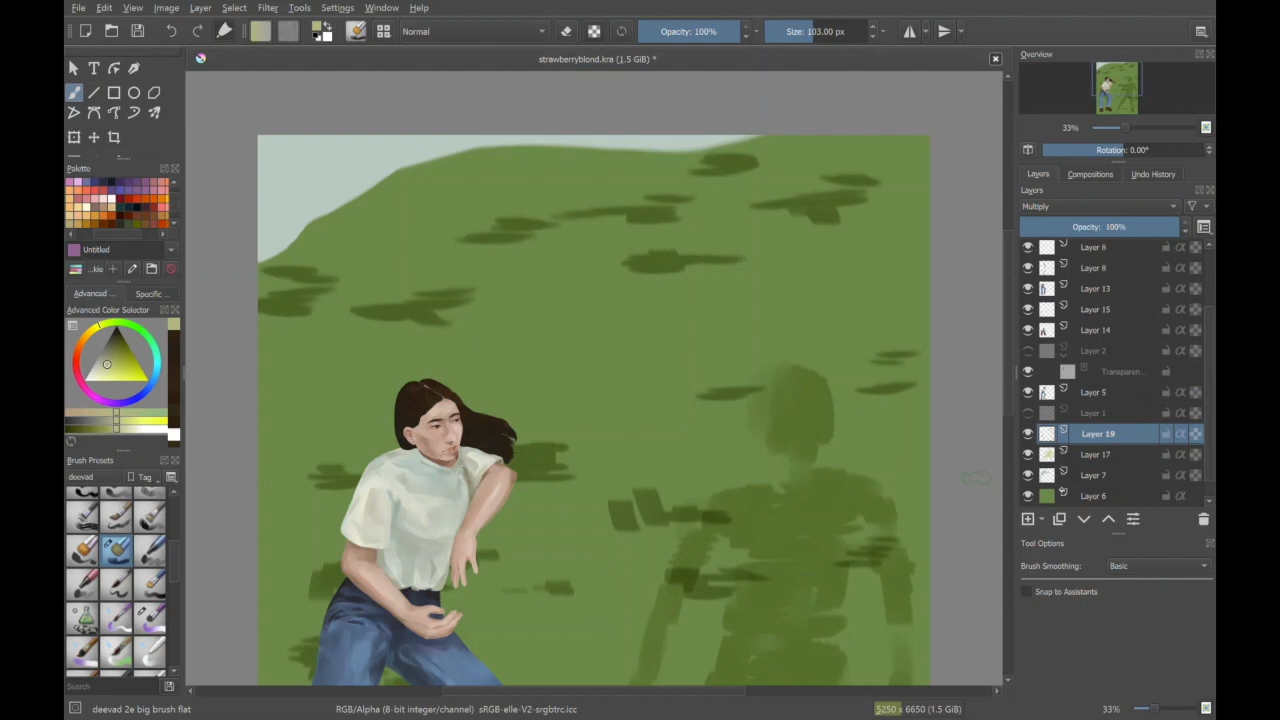 File Edit View Image Layer Select Filter Tools Settings Window Help
Normal Opacity: 100% Size: 103.00 px
strawberryblond.kra (1.5 GiB) *
Overview
33%
Rotation: 0.00°
Layers Compositions Undo History
Layers
Multiply
Opacity: 100%
Layer 8
Layer 8
Layer 13
Layer 15
Layer 14
Layer 2
Transparen...
Layer 5
Layer 1
Layer 19
Layer 17
Layer 7
Layer 6
Tool Options
Brush Smoothing: Basic
Snap to Assistants
Palette
Untitled
...kie
Advanced ... Specific ...
Advanced Color Selector
Brush Presets
deevad Tag
Search
deevad 2e big brush flat RGB/Alpha (8-bit integer/channel) sRGB-elle-V2-srgbtrc.icc 5250 x 6650 (1.5 GiB) 33%